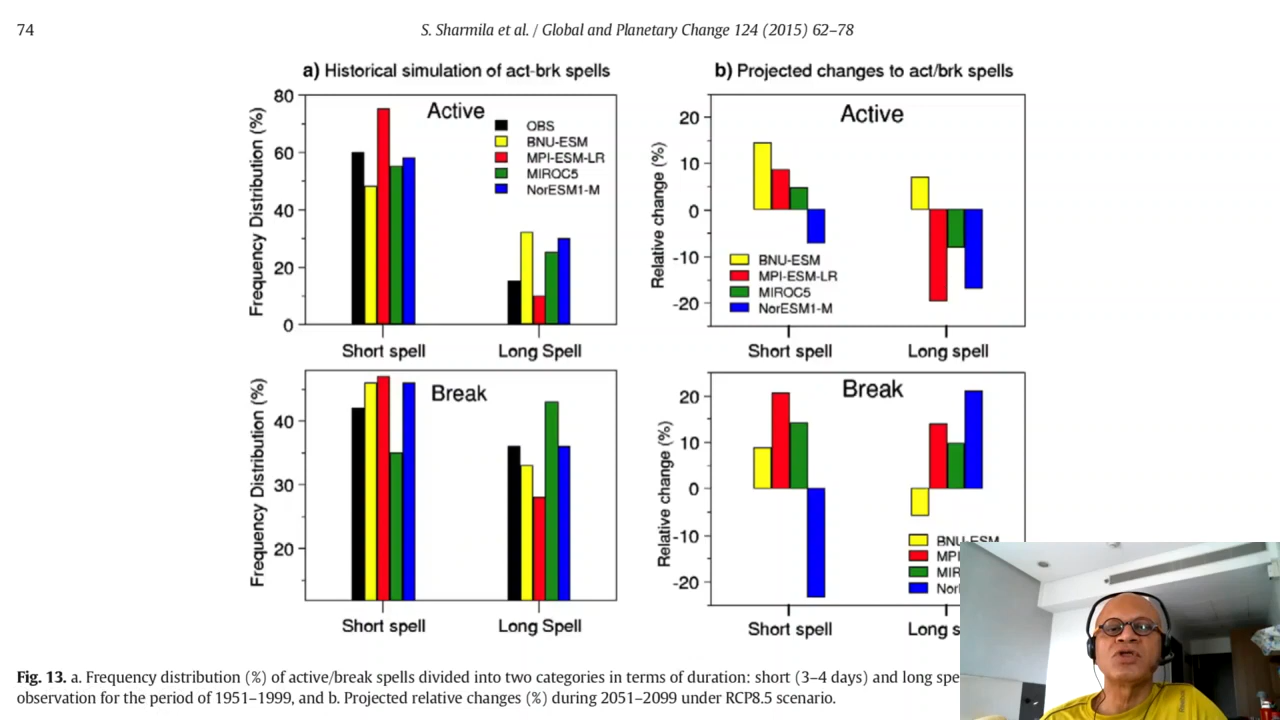 74
S. Sharmila et al. / Global and Planetary Change 124 (2015) 62–78
a) Historical simulation of act-brk spells
80
60
40
20
0
Frequency Distribution (%)
Active
OBS
BNU-ESM
MPI-ESM-LR
MIROC5
NorESM1-M
Short spell
Long Spell
40
30
20
Frequency Distribution (%)
Break
Short spell
Long Spell
b) Projected changes to act/brk spells
20
10
0
-10
-20
Relative change (%)
Active
BNU-ESM
MPI-ESM-LR
MIROC5
NorESM1-M
Short spell
Long spell
20
10
0
-10
-20
Relative change (%)
Break
BNU-ESM
MPI
MIR
Nor
Short spell
Long s
Fig. 13. a. Frequency distribution (%) of active/break spells divided into two categories in terms of duration: short (3–4 days) and long spe
observation for the period of 1951–1999, and b. Projected relative changes (%) during 2051–2099 under RCP8.5 scenario.